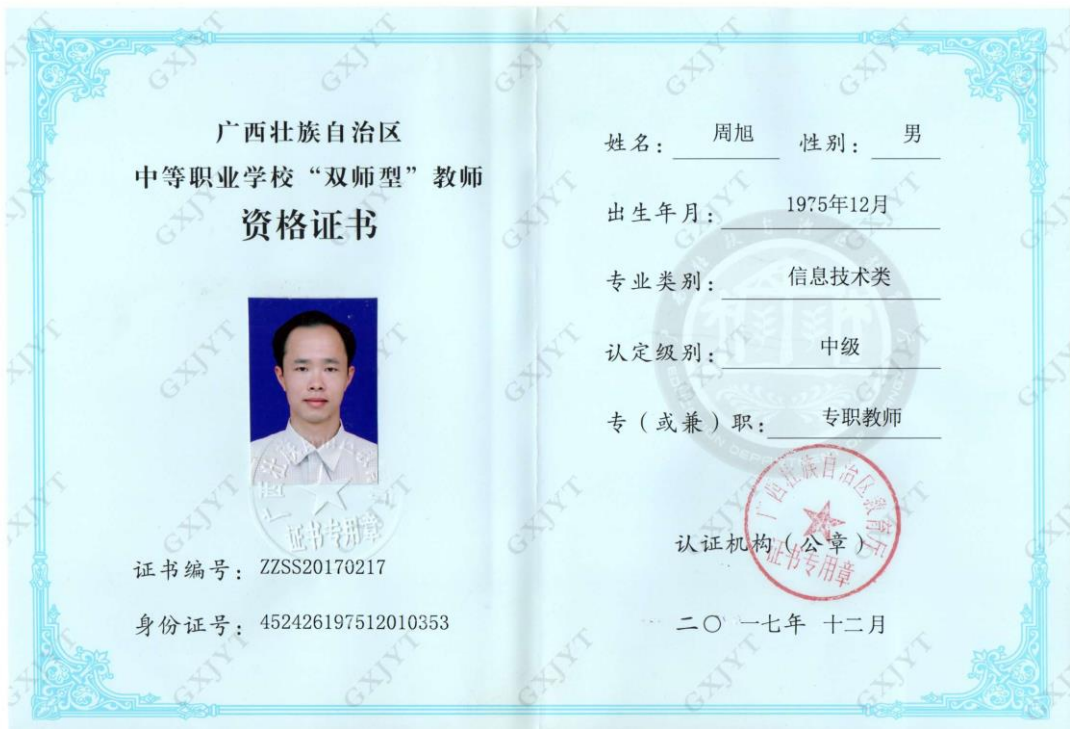 广西壮族自治区
中等职业学校“双师型”教师
资格证书
证书专用章
证书编号：ZZSS20170217
身份证号：452426197512010353
姓名：周旭 性别：男
出生年月：1975年12月
专业类别：信息技术类
认定级别：中级
专（或兼）职：专职教师
广西壮族自治区教育厅
认证机构（公章）
证书专用章
二〇一七年 十二月
GXJYT